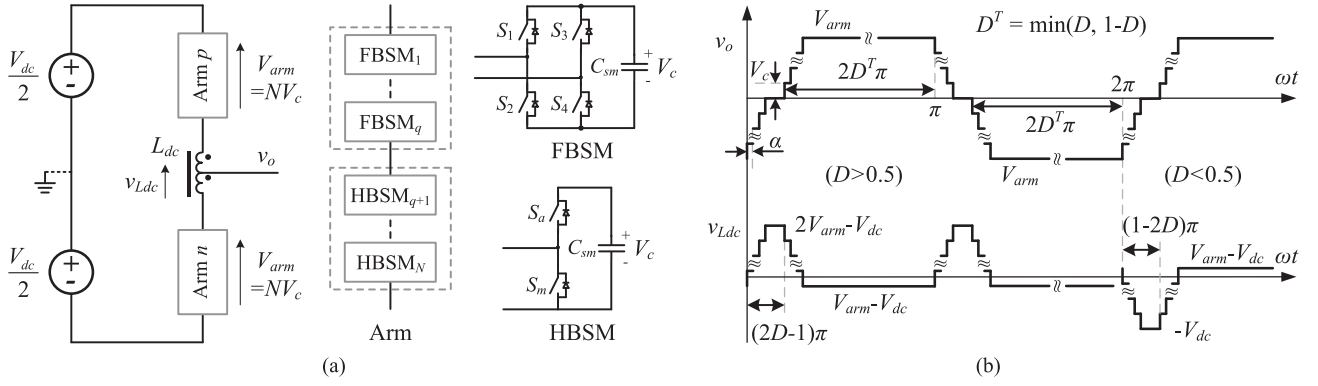 V_dc/2
V_dc/2
Arm p
Arm n
V_arm
=NV_c
V_arm
=NV_c
L_dc
v_Ldc
v_o
FBSM_1
FBSM_q
HBSM_q+1
HBSM_N
Arm
S_1
S_3
S_2
S_4
C_sm
+
V_c
-
FBSM
S_a
S_m
C_sm
+
V_c
-
HBSM
(a)
v_o
V_arm
D^T = min(D, 1-D)
V_c
2D^Tπ
π
2π
ωt
α
2D^Tπ
V_arm
(D>0.5)
(D<0.5)
v_Ldc
2V_arm-V_dc
(1-2D)π
V_arm-V_dc
ωt
V_arm-V_dc
(2D-1)π
-V_dc
(b)